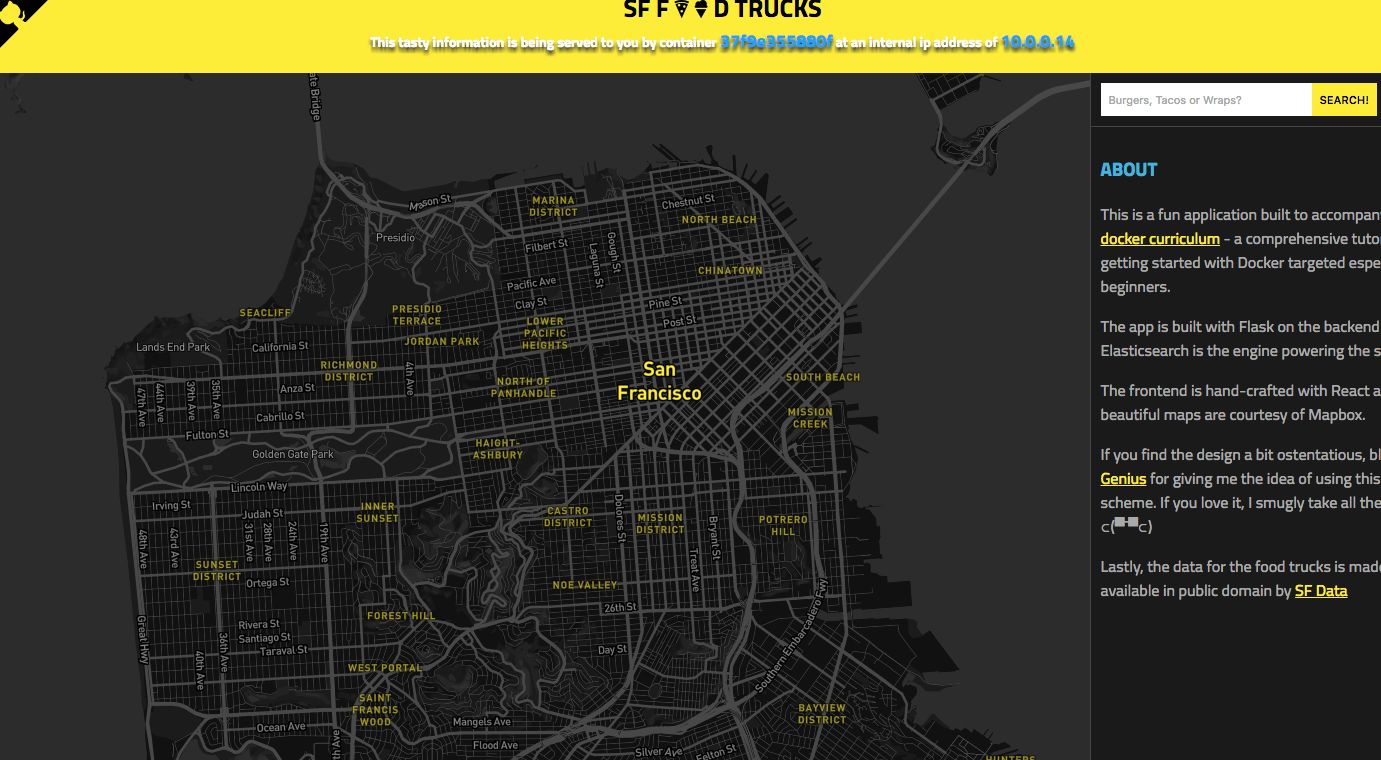 SF F D TRUCKS
This tasty information is being served to you by container 37f9e355890f at an internal ip address of 10.0.0.14
Burgers, Tacos or Wraps?
SEARCH!
ABOUT
This is a fun application built to accompan
docker curriculum - a comprehensive tuto
getting started with Docker targeted espe
beginners.
The app is built with Flask on the backend
Elasticsearch is the engine powering the s
The frontend is hand-crafted with React a
beautiful maps are courtesy of Mapbox.
If you find the design a bit ostentatious, bl
Genius for giving me the idea of using this
scheme. If you love it, I smugly take all the
⊂(▀¯▀⊂)
Lastly, the data for the food trucks is made
available in public domain by SF Data
ate Bridge
Mason St
MARINA
DISTRICT
Chestnut St
NORTH BEACH
Presidio
Filbert St
Laguna St
Gough St
CHINATOWN
Pacific Ave
Clay St
Pine St
Post St
SEACLIFF
PRESIDIO
TERRACE
JORDAN PARK
LOWER
PACIFIC
HEIGHTS
Lands End Park
California St
RICHMOND
DISTRICT
4th Ave
San
Francisco
47th Ave
44th Ave
39th Ave
35th Ave
Anza St
NORTH OF
PANHANDLE
SOUTH BEACH
Cabrillo St
MISSION
CREEK
Fulton St
Golden Gate Park
HAIGHT-
ASHBURY
Lincoln Way
Irving St
Judah St
INNER
SUNSET
48th Ave
43rd Ave
31st Ave
28th Ave
24th Ave
19th Ave
CASTRO
DISTRICT
Dolores St
MISSION
DISTRICT
Bryant St
POTRERO
HILL
SUNSET
DISTRICT
Ortega St
NOE VALLEY
Treat Ave
26th St
FOREST HILL
Rivera St
Santiago St
Taraval St
Great Hwy
40th Ave
36th Ave
Day St
Southern Embarcadero Fwy
WEST PORTAL
SAINT
FRANCIS
WOOD
Ocean Ave
Mangels Ave
Flood Ave
th Ave
Silver Ave
Felton St
BAYVIEW
DISTRICT
HUNTERS